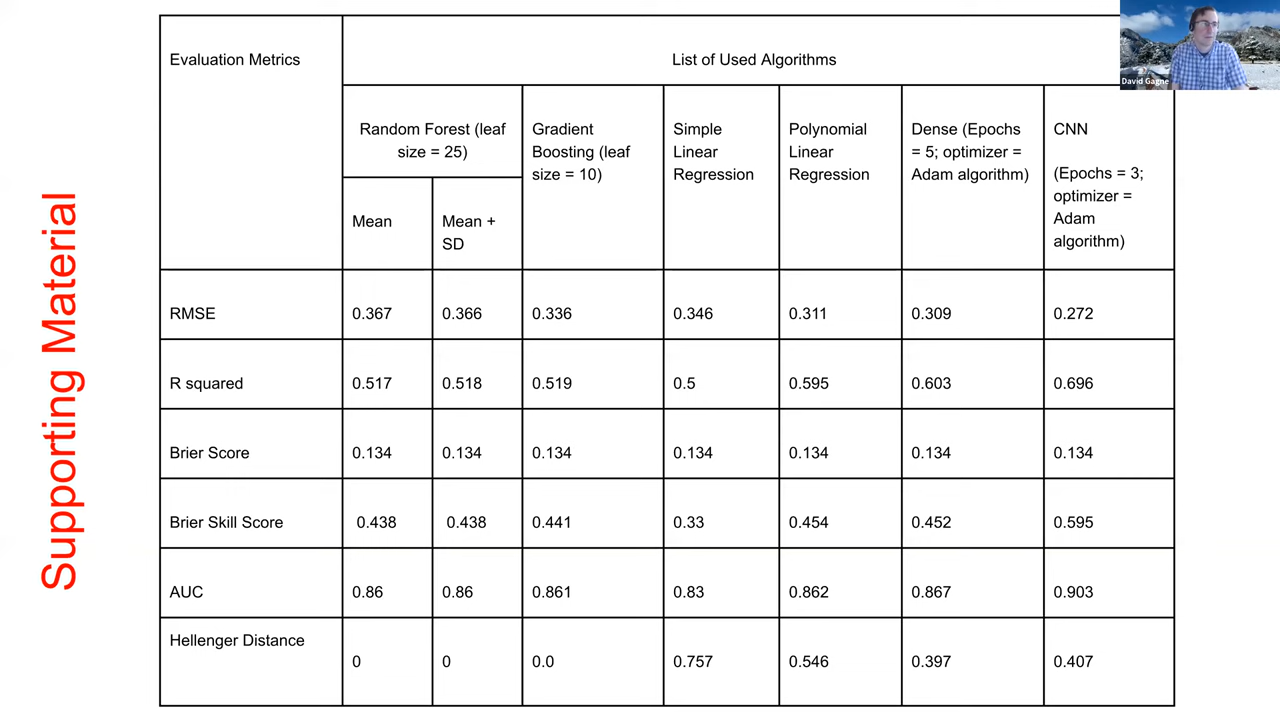 Supporting Material
Evaluation Metrics
List of Used Algorithms
David Gagne
Random Forest (leaf
size = 25)
Gradient
Boosting (leaf
size = 10)
Simple
Linear
Regression
Polynomial
Linear
Regression
Dense (Epochs
= 5; optimizer =
Adam algorithm)
CNN
(Epochs = 3;
optimizer =
Adam
algorithm)
Mean
Mean +
SD
RMSE 0.367 0.366 0.336 0.346 0.311 0.309 0.272
R squared 0.517 0.518 0.519 0.5 0.595 0.603 0.696
Brier Score 0.134 0.134 0.134 0.134 0.134 0.134 0.134
Brier Skill Score 0.438 0.438 0.441 0.33 0.454 0.452 0.595
AUC 0.86 0.86 0.861 0.83 0.862 0.867 0.903
Hellenger Distance
0 0 0.0 0.757 0.546 0.397 0.407